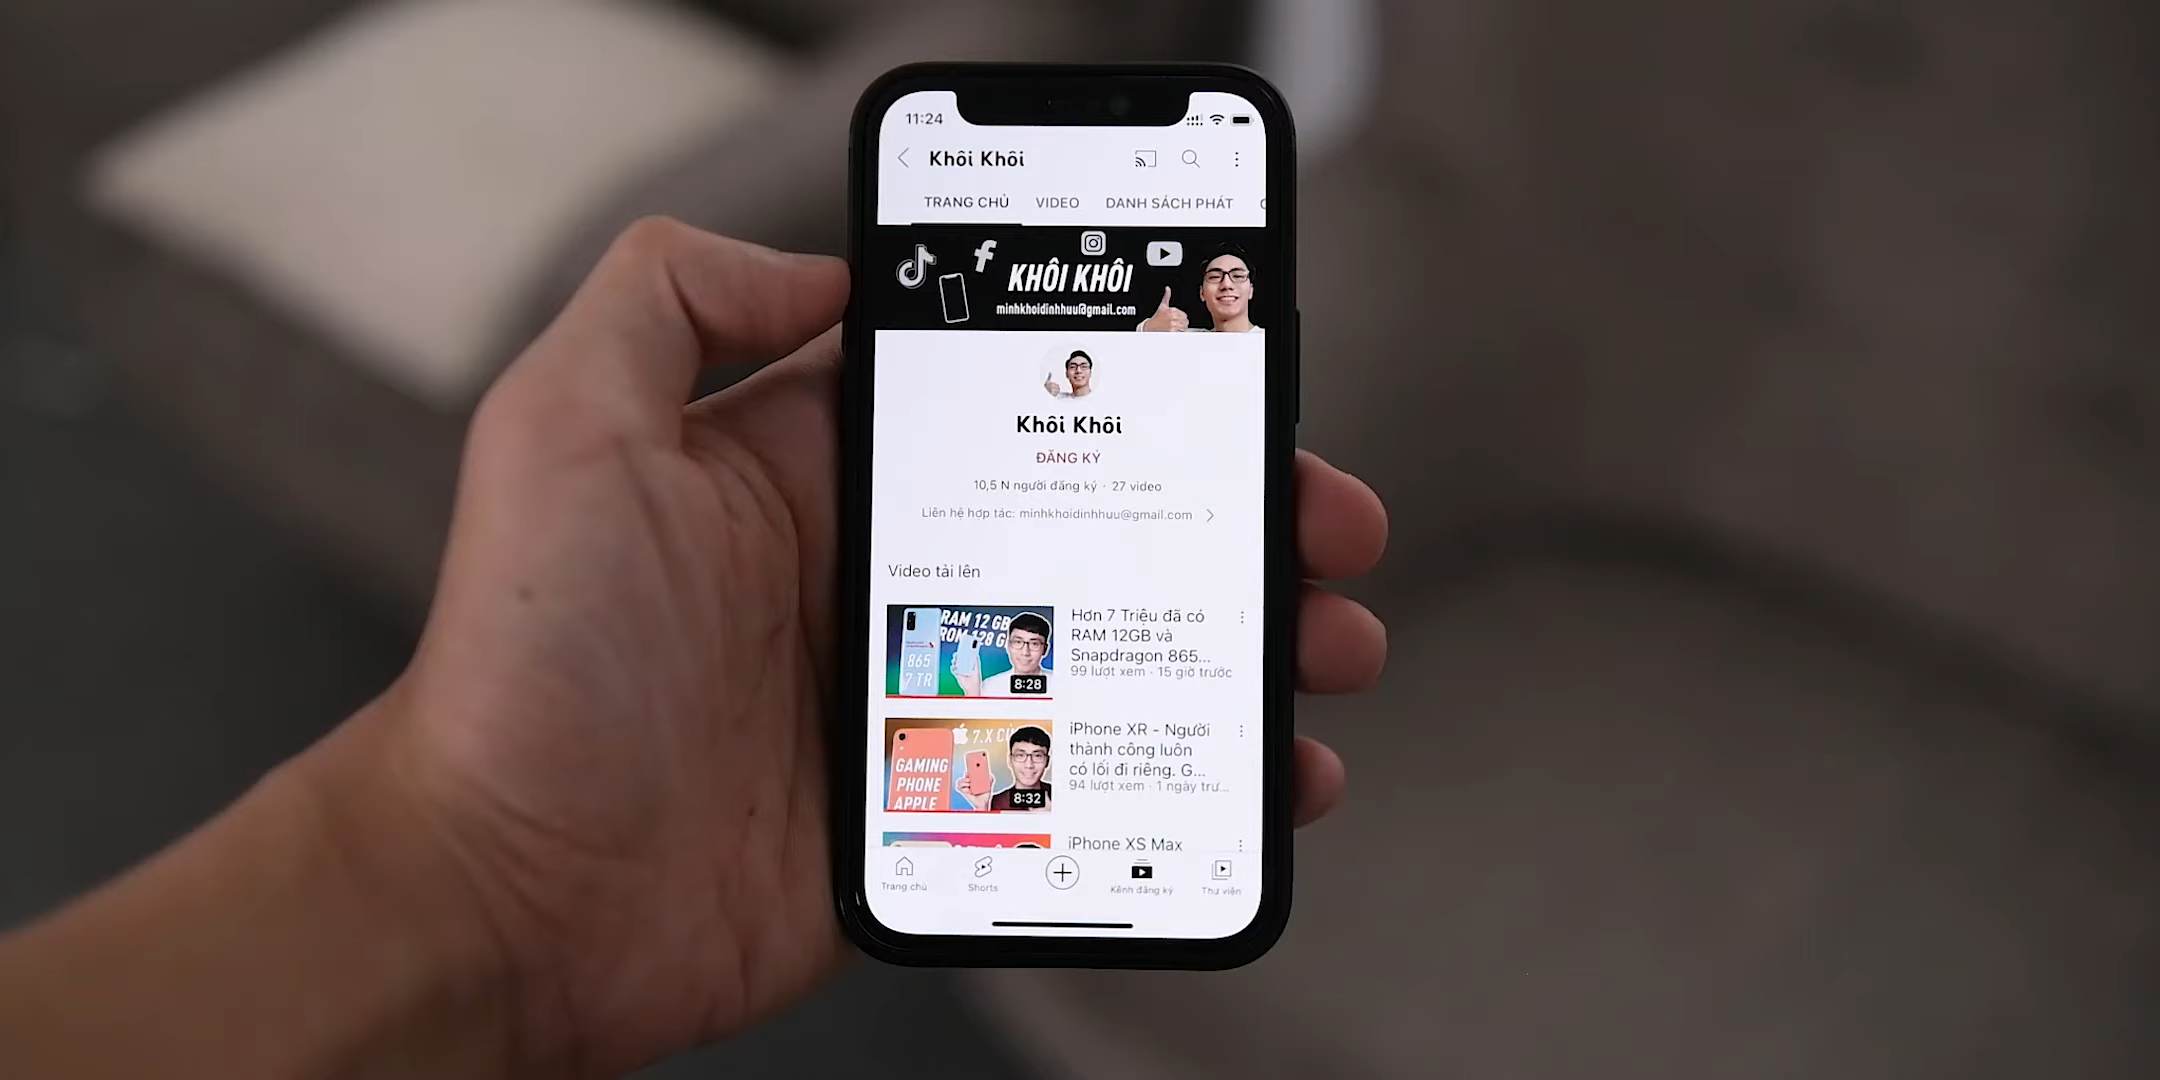 11:24
Khôi Khôi
TRANG CHỦ VIDEO DANH SÁCH PHÁT
KHÔI KHÔI
minhkhoidinhhuu@gmail.com
Khôi Khôi
ĐĂNG KÝ
10,5 N người đăng ký · 27 video
Liên hệ hợp tác: minhkhoidinhhuu@gmail.com
Video tải lên
RAM 12 GB
ROM 128 G
865
7 TR
8:28
Hơn 7 Triệu đã có
RAM 12GB và
Snapdragon 865...
99 lượt xem · 15 giờ trước
7.X CỦ
GAMING
PHONE
APPLE
8:32
iPhone XR - Người
thành công luôn
có lối đi riêng. G...
94 lượt xem · 1 ngày trư...
iPhone XS Max
Trang chủ Shorts Kênh đăng ký Thư viện